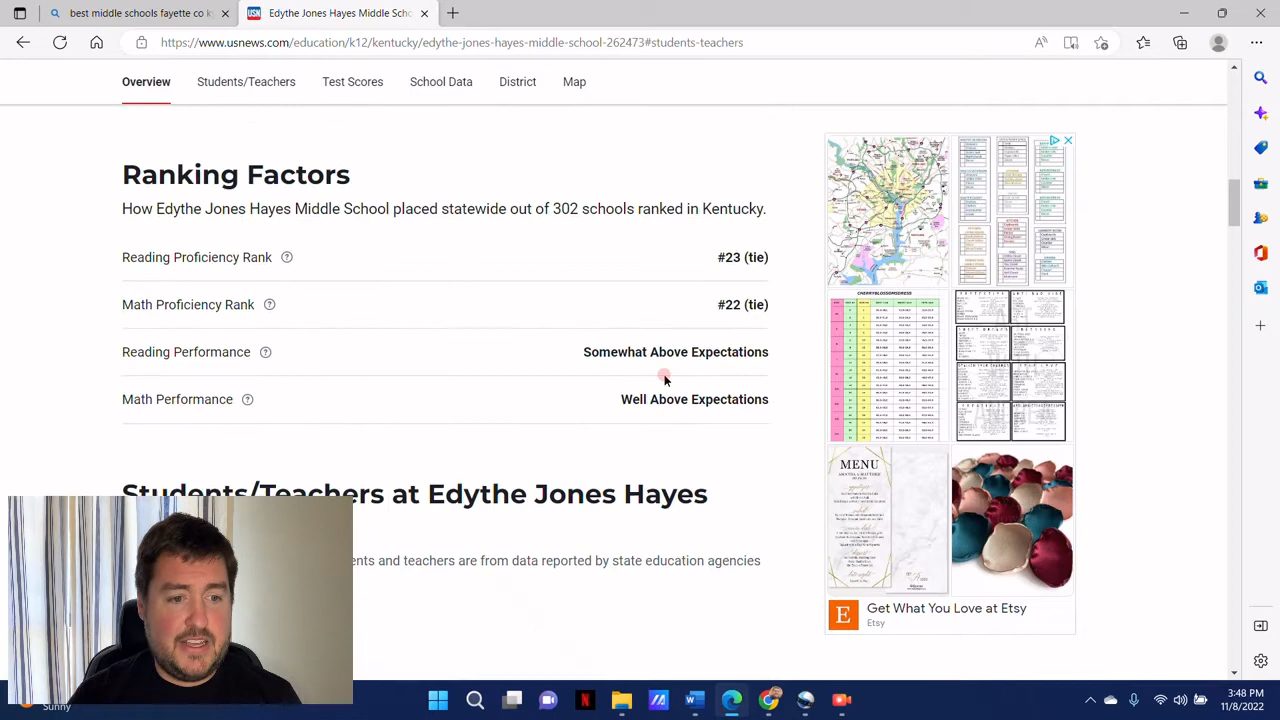 best middle schools fayette co ky
Edythe Jones Hayes Middle Scho
https://www.usnews.com/education/k12/kentucky/edythe-jones-hayes-middle-school-262473#students-teachers
Overview Students/Teachers Test Scores School Data District Map
Ranking Factors
How Edythe Jones Hayes Middle School placed statewide out of 302 schools ranked in Kentucky.
Reading Proficiency Rank #23 (tie)
Math Proficiency Rank #22 (tie)
Reading Performance Somewhat Above Expectations
Math Performance Well Above Expectations
Students/Teachers at Edythe Jones Hayes
nts and teachers are from data reported by state education agencies
CHERRYBLOSSOMSDRESS
MENU
Get What You Love at Etsy
Etsy
Sunny
3:48 PM
11/8/2022